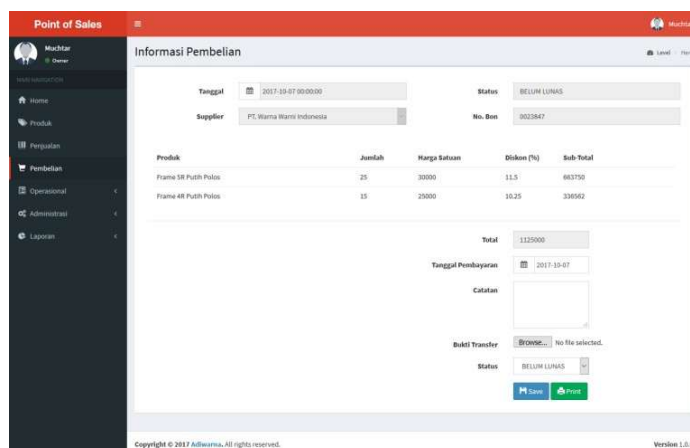 Point of Sales
Muchtar
Muchtar
Owner
MAIN NAVIGATION
Home
Produk
Penjualan
Pembelian
Operasional
Administrasi
Laporan
Informasi Pembelian
Level
Tanggal 2017-10-07 00:00:00 Status BELUM LUNAS
Supplier PT. Warna Warni Indonesia No. Bon 0023847
Produk Jumlah Harga Satuan Diskon (%) Sub-Total
Frame 5R Putih Polos 25 30000 11.5 663750
Frame 4R Putih Polos 15 25000 10.25 336562
Total 1125000
Tanggal Pembayaran 2017-10-07
Catatan
Bukti Transfer Browse... No file selected.
Status BELUM LUNAS
Save Print
Copyright © 2017 Adiwarna. All rights reserved. Version 1.0.